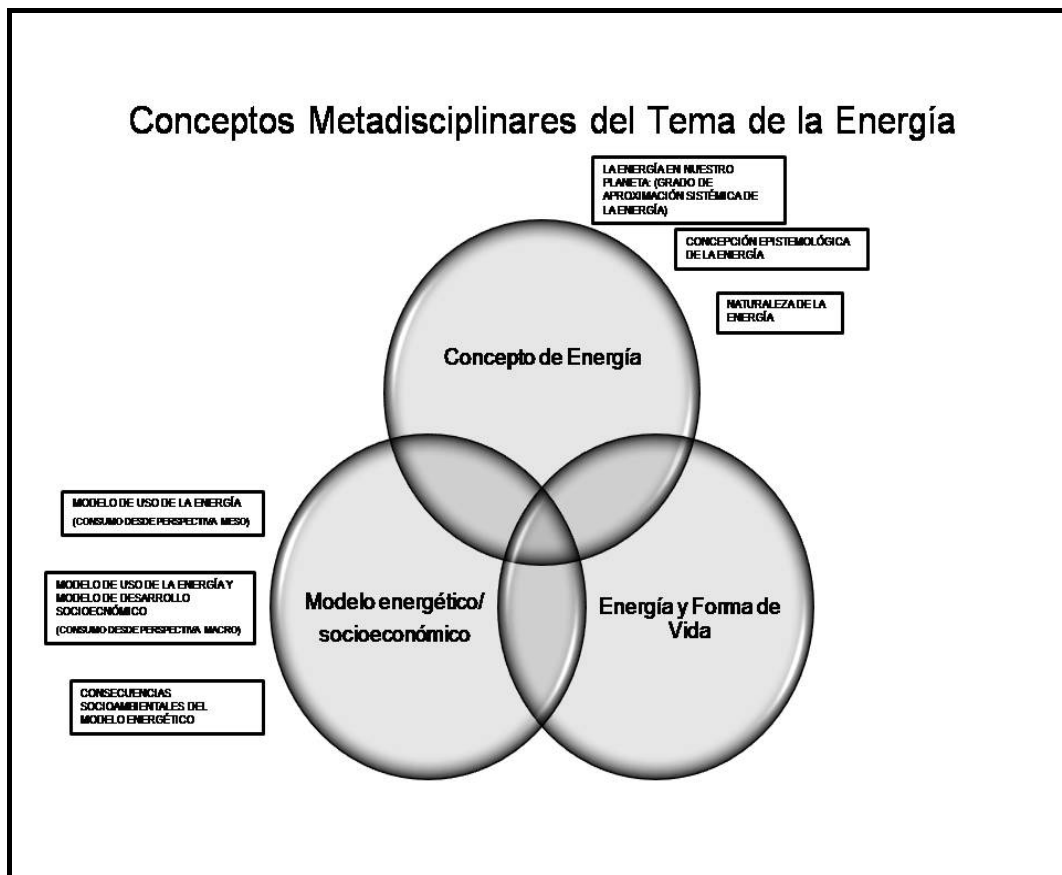 Conceptos Metadisciplinares del Tema de la Energía
LA ENERGÍA EN NUESTRO
PLANETA: (GRADO DE
APROXIMACIÓN SISTÉMICA DE
LA ENERGÍA)
CONCEPCIÓN EPISTEMOLÓGICA
DE LA ENERGÍA
NATURALEZA DE LA
ENERGÍA
Concepto de Energía
MODELO DE USO DE LA ENERGÍA
(CONSUMO DESDE PERSPECTIVA MESO)
MODELO DE USO DE LA ENERGÍA Y
MODELO DE DESARROLLO
SOCIOECNÓMICO
(CONSUMO DESDE PERSPECTIVA MACRO)
CONSECUENCIAS
SOCIOAMBIENTALES DEL
MODELO ENERGÉTICO
Modelo energético/
socioeconómico
Energía y Forma de
Vida